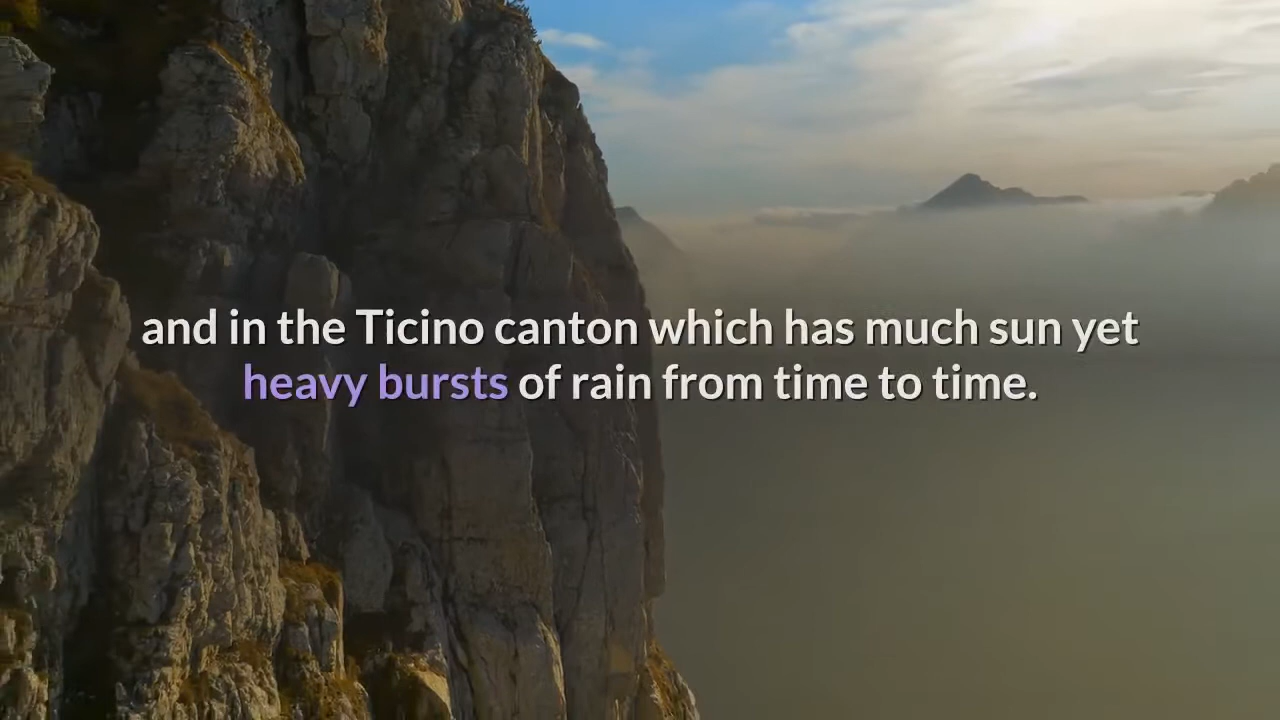 and in the Ticino canton which has much sun yet
heavy bursts of rain from time to time.